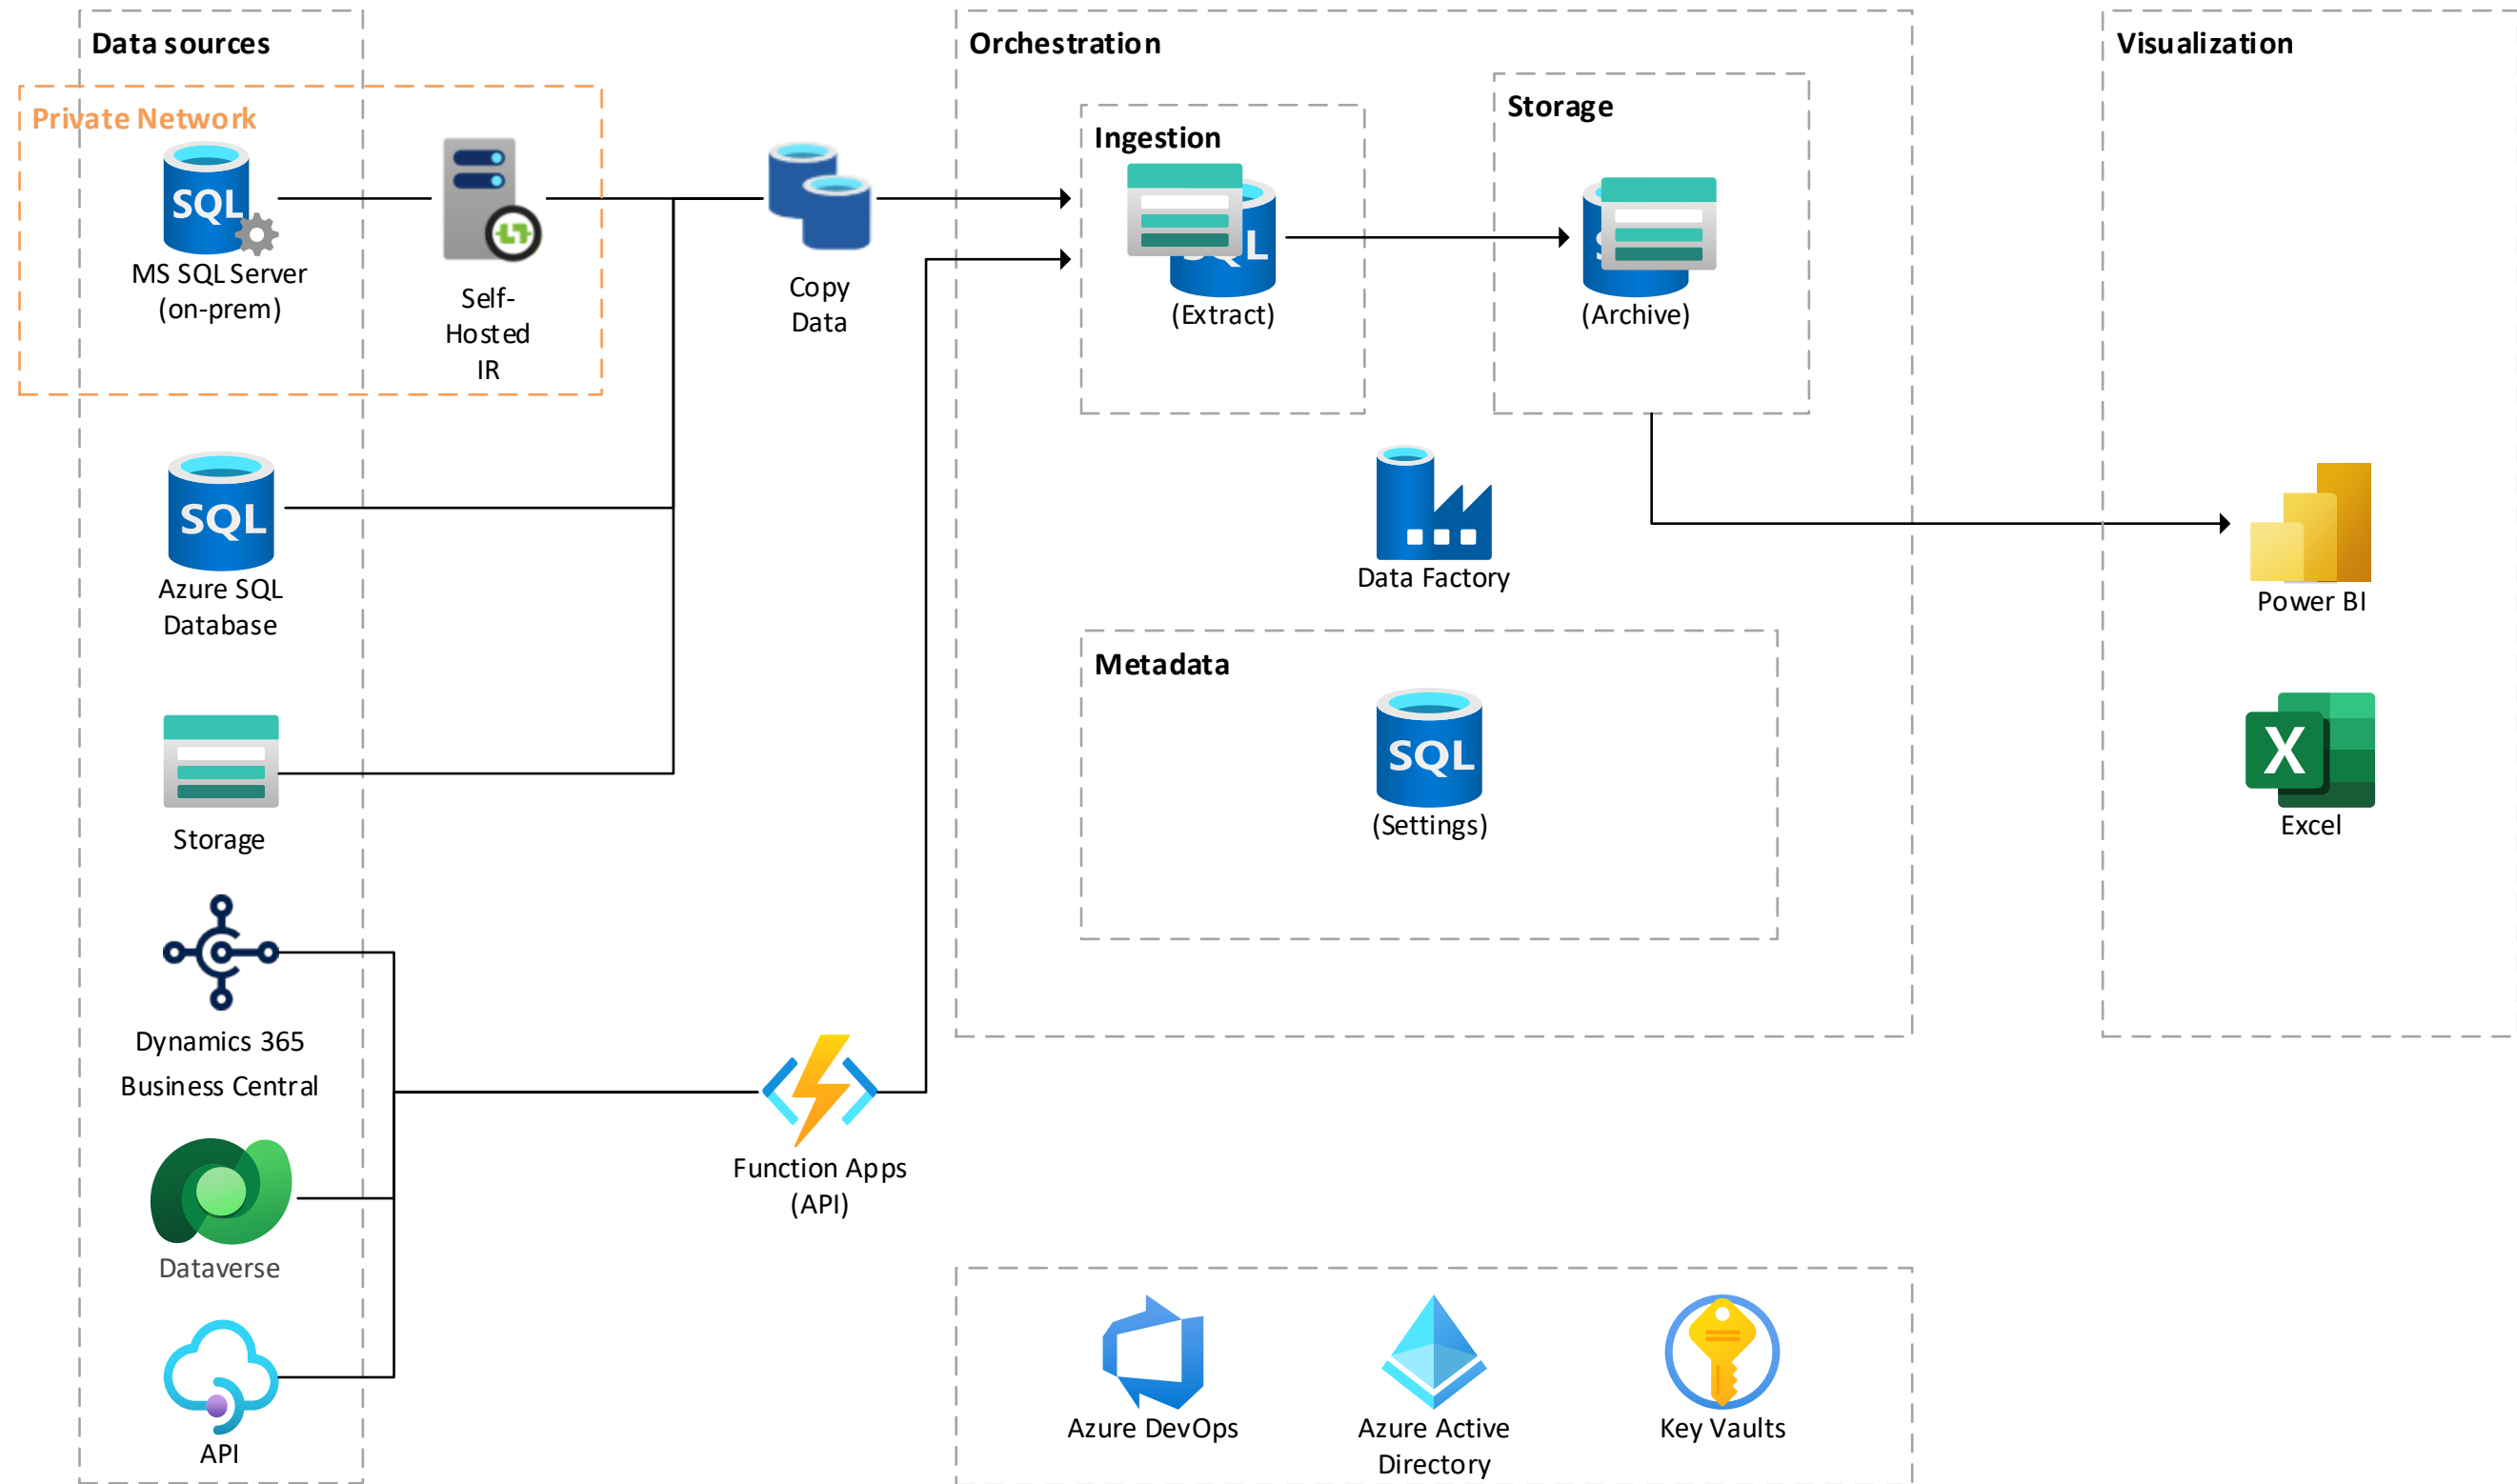 Data sources
Private Network
SQL
MS SQL Server
(on-prem)
Self-
Hosted
IR
Copy
Data
SQL
Azure SQL
Database
Storage
Dynamics 365
Business Central
Dataverse
API
Function Apps
(API)
Orchestration
Ingestion
(Extract)
Storage
(Archive)
Data Factory
Metadata
SQL
(Settings)
Azure DevOps
Azure Active
Directory
Key Vaults
Visualization
Power BI
X
Excel